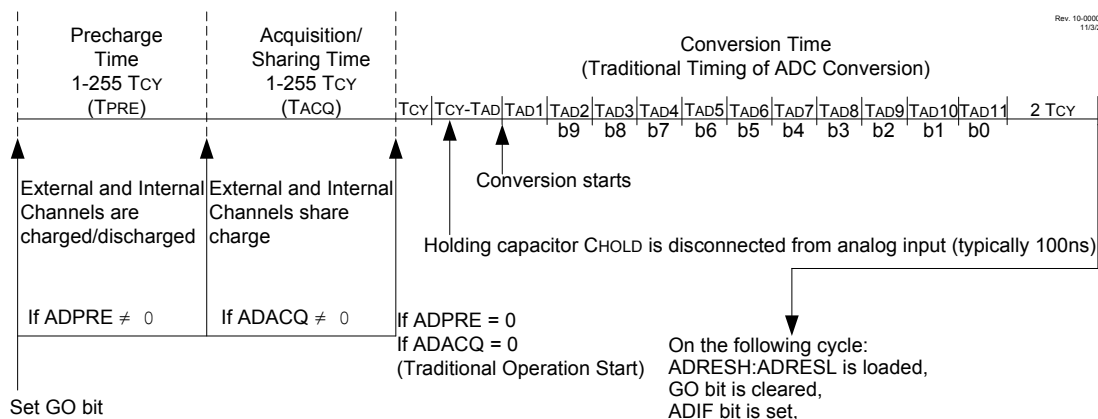 Rev. 10-0000
11/3/2
Precharge
Time
1-255 TCY
(TPRE)
Acquisition/
Sharing Time
1-255 TCY
(TACQ)
Conversion Time
(Traditional Timing of ADC Conversion)
TCY TCY-TAD TAD1 TAD2 TAD3 TAD4 TAD5 TAD6 TAD7 TAD8 TAD9 TAD10 TAD11 2 TCY
b9 b8 b7 b6 b5 b4 b3 b2 b1 b0
External and Internal
Channels are
charged/discharged
External and Internal
Channels share
charge
Conversion starts
Holding capacitor CHOLD is disconnected from analog input (typically 100ns)
If ADPRE ≠ 0
If ADACQ ≠ 0
If ADPRE = 0
If ADACQ = 0
(Traditional Operation Start)
On the following cycle:
ADRESH:ADRESL is loaded,
GO bit is cleared,
ADIF bit is set,
Set GO bit